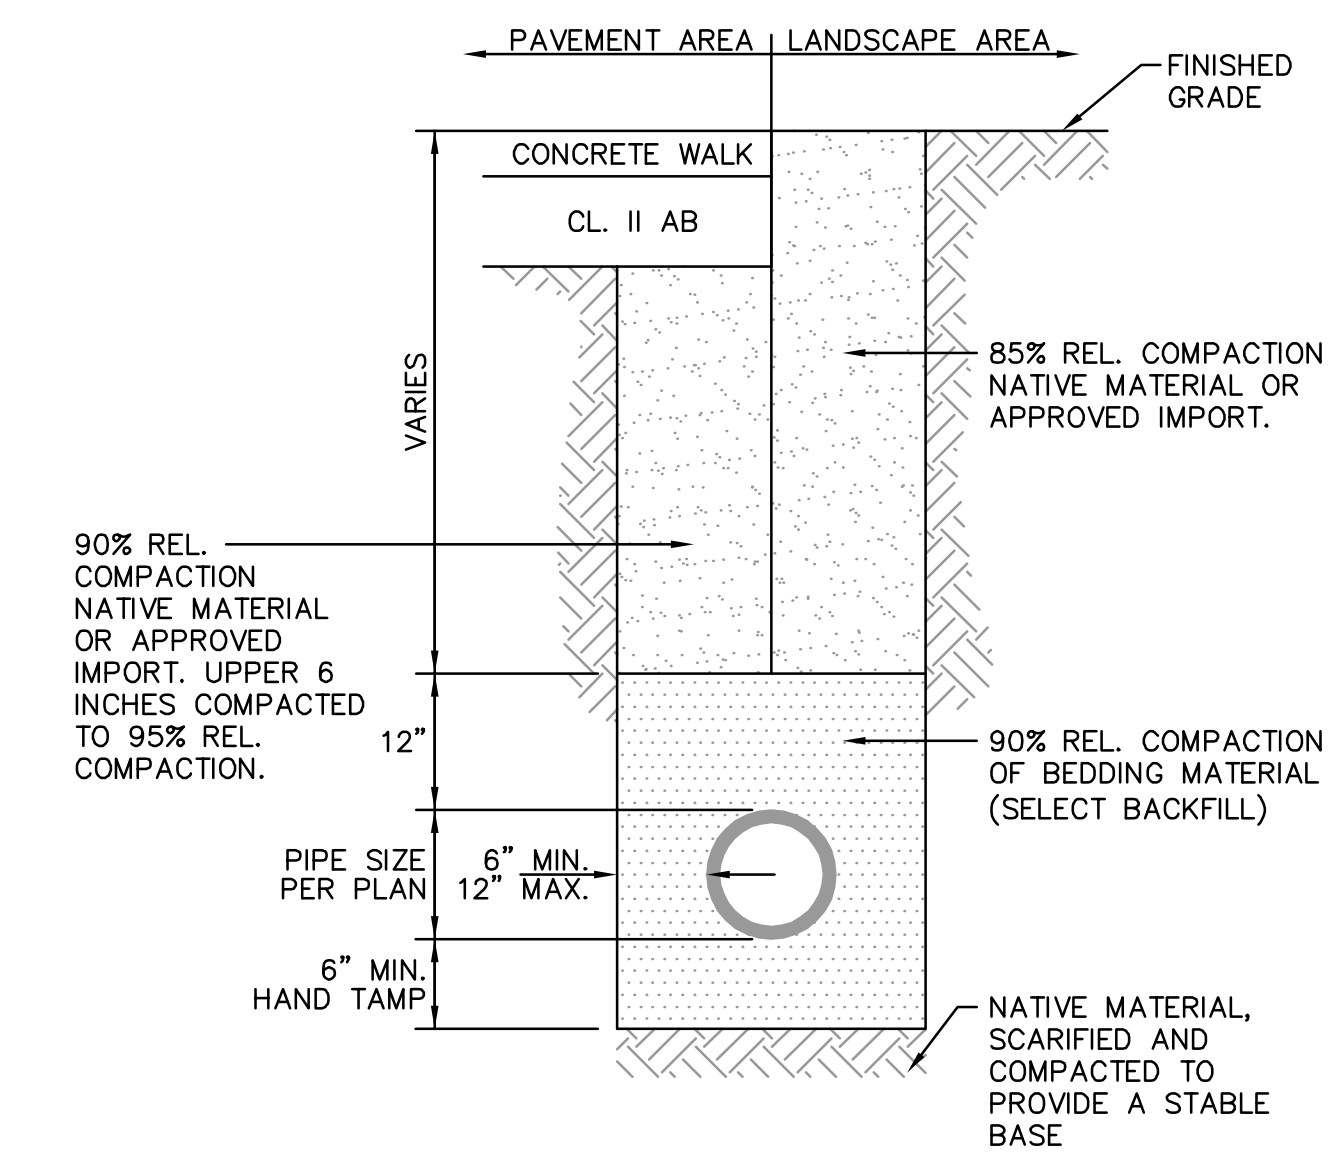 PAVEMENT AREA
LANDSCAPE AREA
FINISHED
GRADE
CONCRETE WALK
CL. II AB
VARIES
85% REL. COMPACTION
NATIVE MATERIAL OR
APPROVED IMPORT.
90% REL.
COMPACTION
NATIVE MATERIAL
OR APPROVED
IMPORT. UPPER 6
INCHES COMPACTED
TO 95% REL.
COMPACTION.
12"
90% REL. COMPACTION
OF BEDDING MATERIAL
(SELECT BACKFILL)
PIPE SIZE
PER PLAN
6" MIN.
12" MAX.
6" MIN.
HAND TAMP
NATIVE MATERIAL,
SCARIFIED AND
COMPACTED TO
PROVIDE A STABLE
BASE